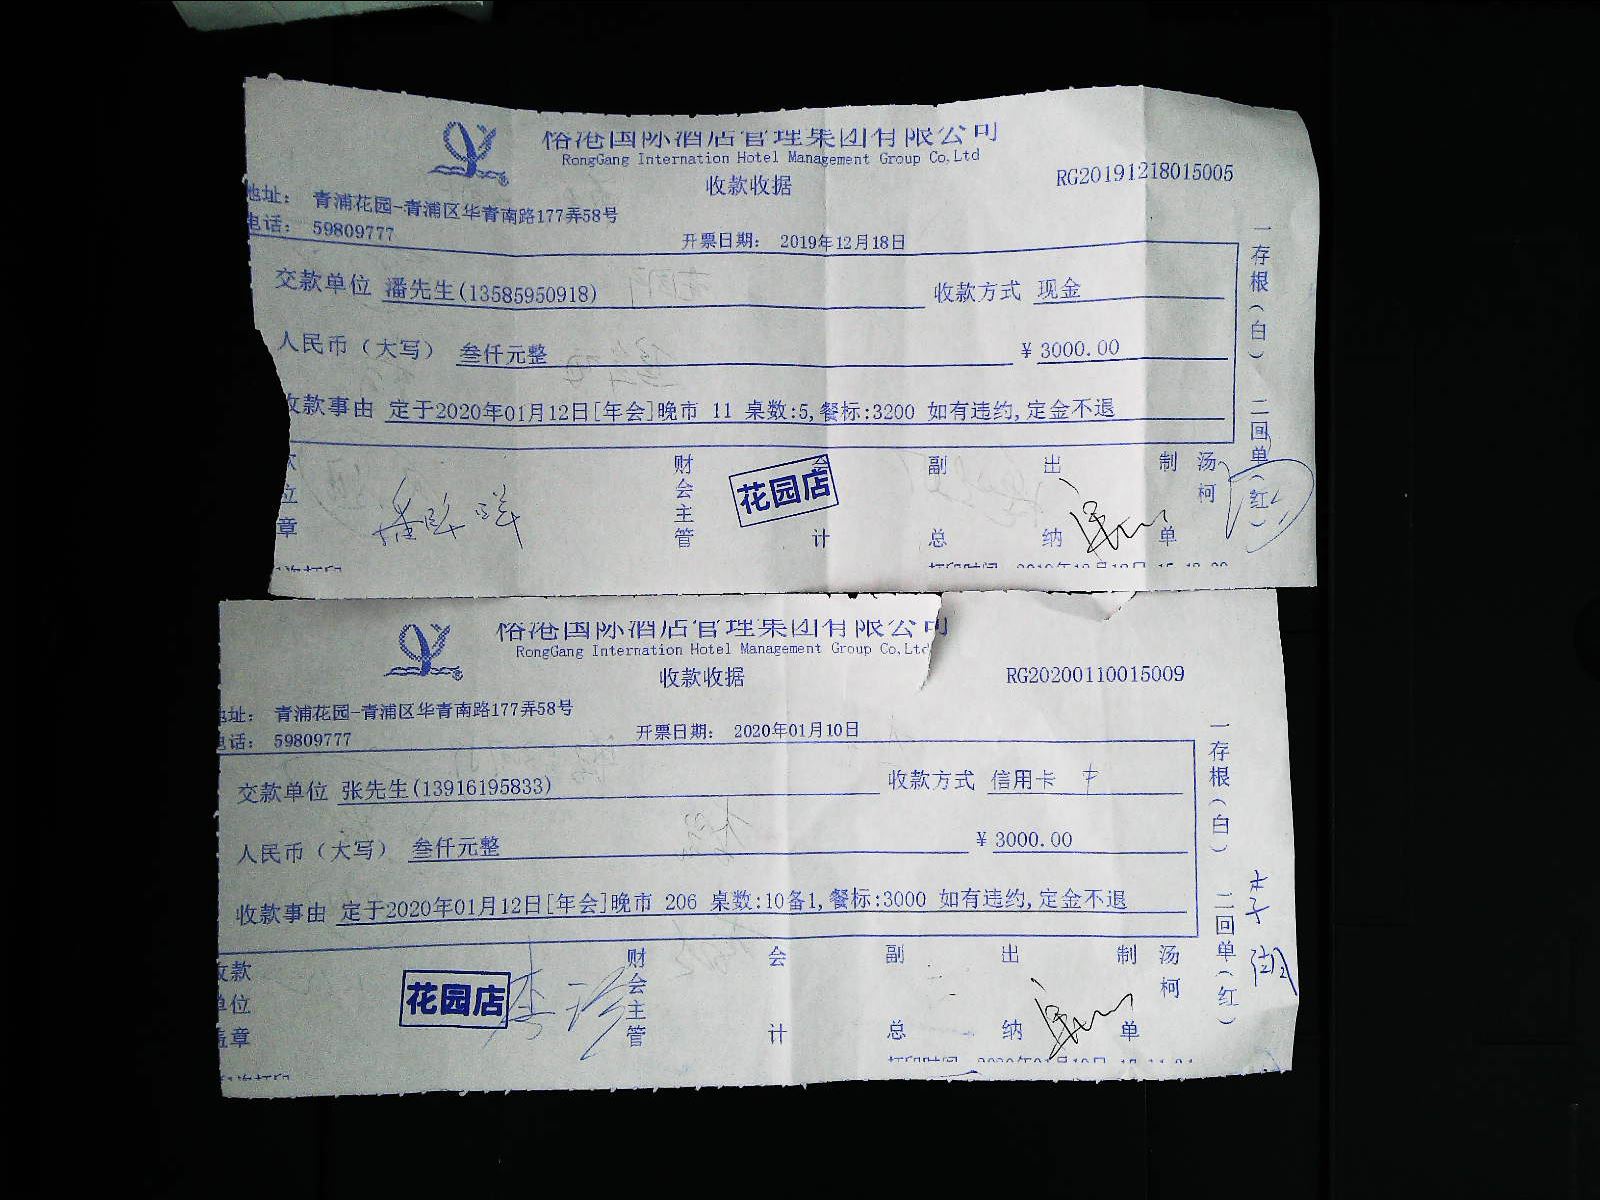 裕港国际酒店管理集团有限公司
RongGang Internation Hotel Management Group Co,Ltd
收款收据
RG20191218015005
地址： 青浦花园-青浦区华青南路177弄58号
电话： 59809777
开票日期： 2019年12月18日
交款单位 潘先生(13585950918) 收款方式 现金
人民币（大写） 叁仟元整 ¥ 3000.00
收款事由 定于2020年01月12日[年会]晚市 11 桌数:5,餐标:3200 如有违约,定金不退
一存根（白） 二回单（红）
章 财会主管 会计 副总 出纳 制单 汤柯
花园店
裕港国际酒店管理集团有限公司
RongGang Internation Hotel Management Group Co,Ltd
收款收据
RG20200110015009
地址： 青浦花园-青浦区华青南路177弄58号
电话： 59809777
开票日期： 2020年01月10日
交款单位 张先生(13916195833) 收款方式 信用卡
人民币（大写） 叁仟元整 ¥ 3000.00
收款事由 定于2020年01月12日[年会]晚市 206 桌数:10备1,餐标:3000 如有违约,定金不退
一存根（白） 二回单（红）
收款单位盖章 财会主管 会计 副总 出纳 制单 汤柯
花园店